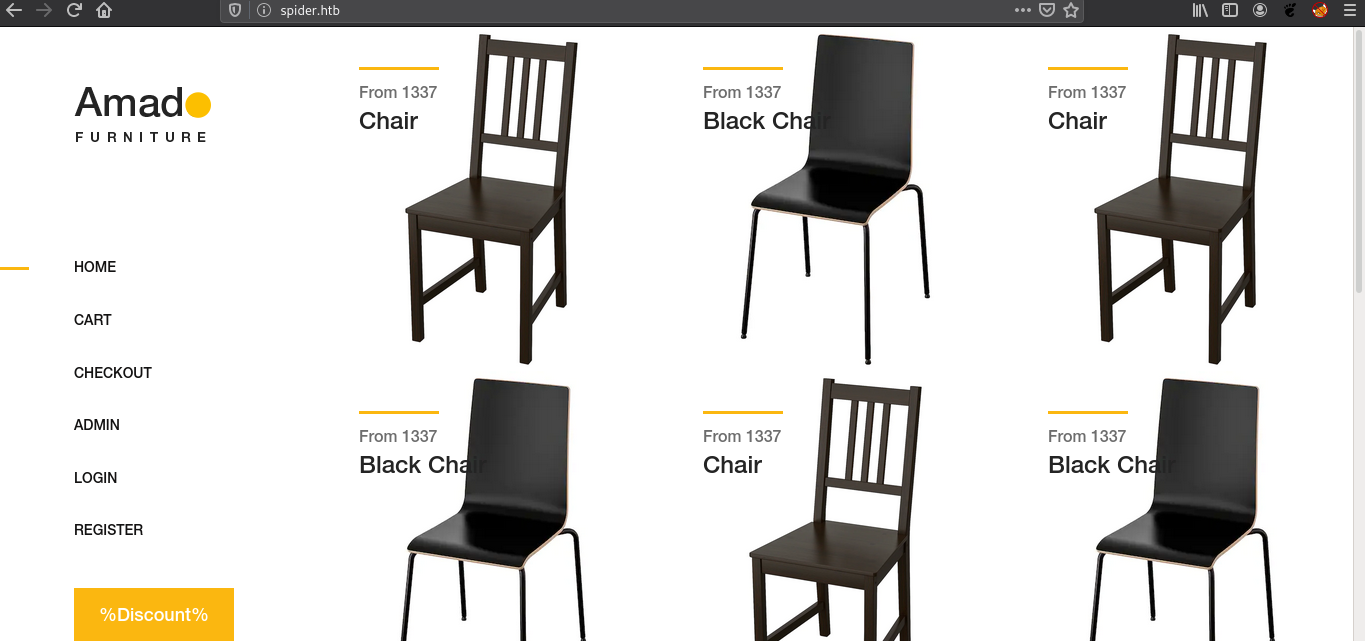 spider.htb
Amado
FURNITURE
HOME
CART
CHECKOUT
ADMIN
LOGIN
REGISTER
%Discount%
From 1337
Chair
From 1337
Black Chair
From 1337
Chair
From 1337
Black Chair
From 1337
Chair
From 1337
Black Chair